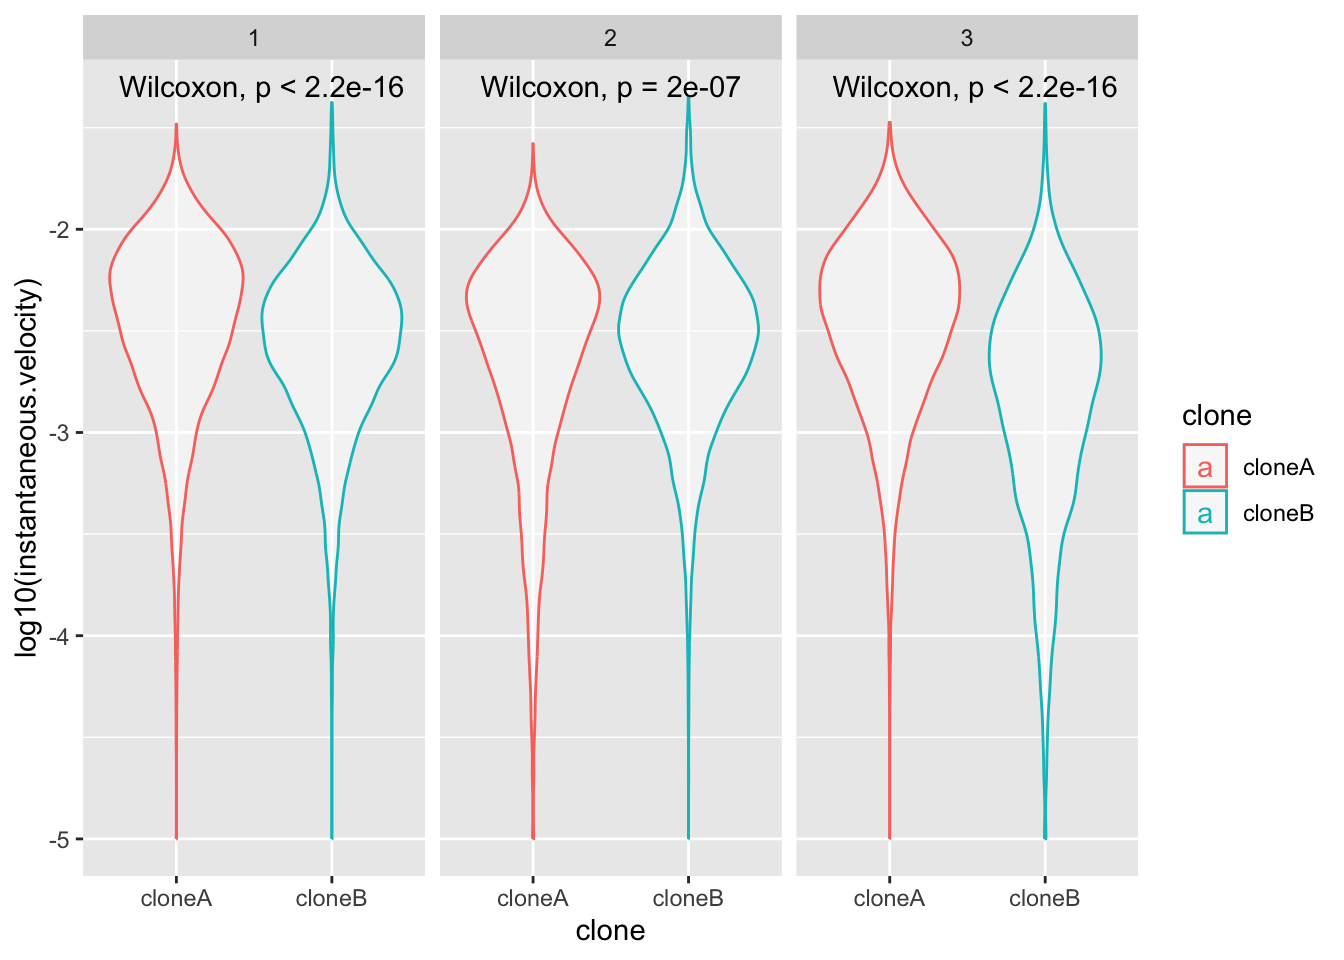 1
2
3
Wilcoxon, p < 2.2e-16
Wilcoxon, p = 2e-07
Wilcoxon, p < 2.2e-16
log10(instantaneous.velocity)
-2
-3
-4
-5
cloneA
cloneB
cloneA
cloneB
cloneA
cloneB
clone
clone
a cloneA
a cloneB